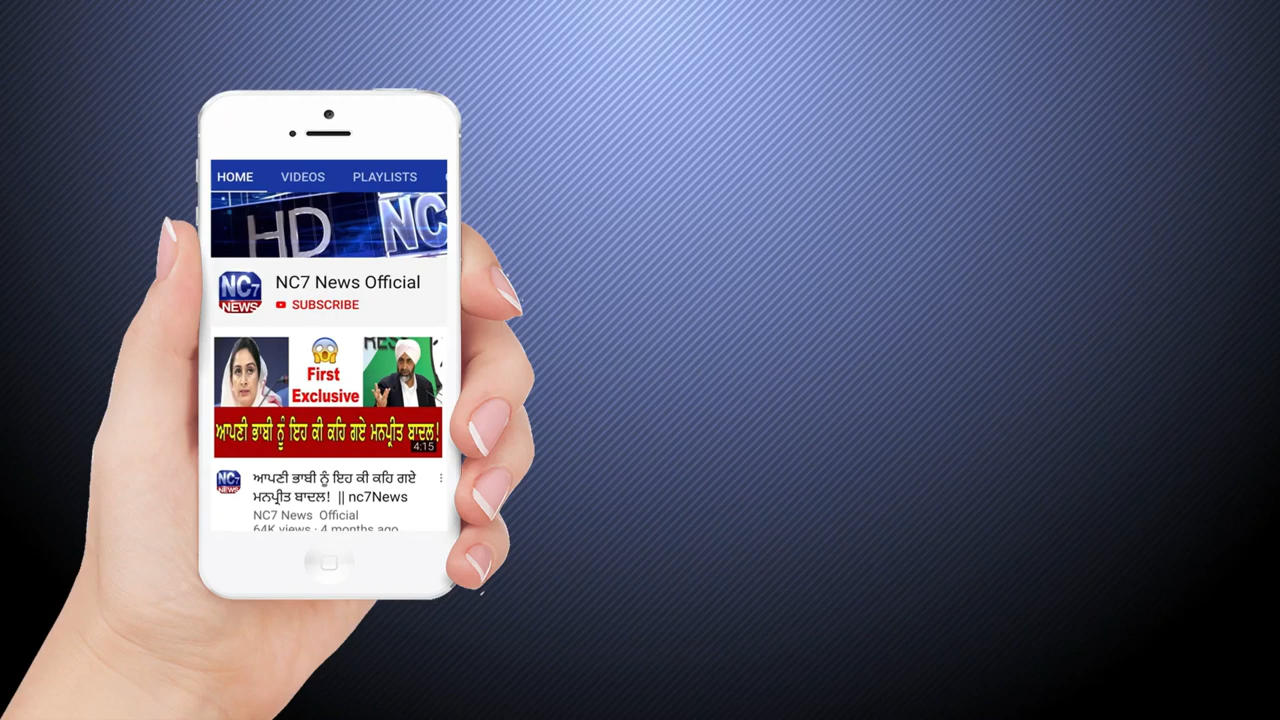 HOME VIDEOS PLAYLISTS
HD NC
NC7 NEWS
NC7 News Official
SUBSCRIBE
First
Exclusive
ਆਪਣੀ ਭਾਬੀ ਨੂੰ ਇਹ ਕੀ ਕਹਿ ਗਏ ਮਨਪ੍ਰੀਤ ਬਾਦਲ!
4:15
NC7 NEWS
ਆਪਣੀ ਭਾਬੀ ਨੂੰ ਇਹ ਕੀ ਕਹਿ ਗਏ
ਮਨਪ੍ਰੀਤ ਬਾਦਲ! || nc7News
NC7 News Official
64K views · 4 months ago